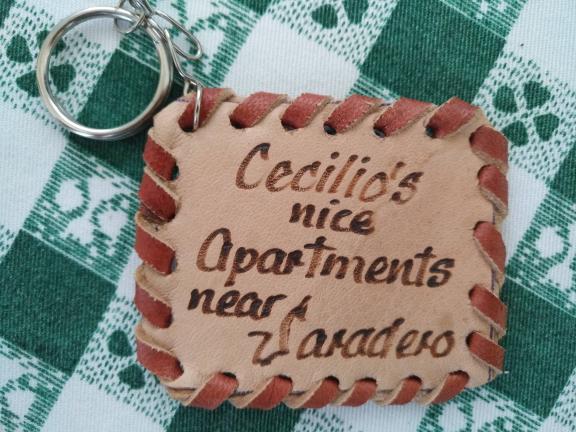 Cecilio's
nice
Apartments
near
Varadero